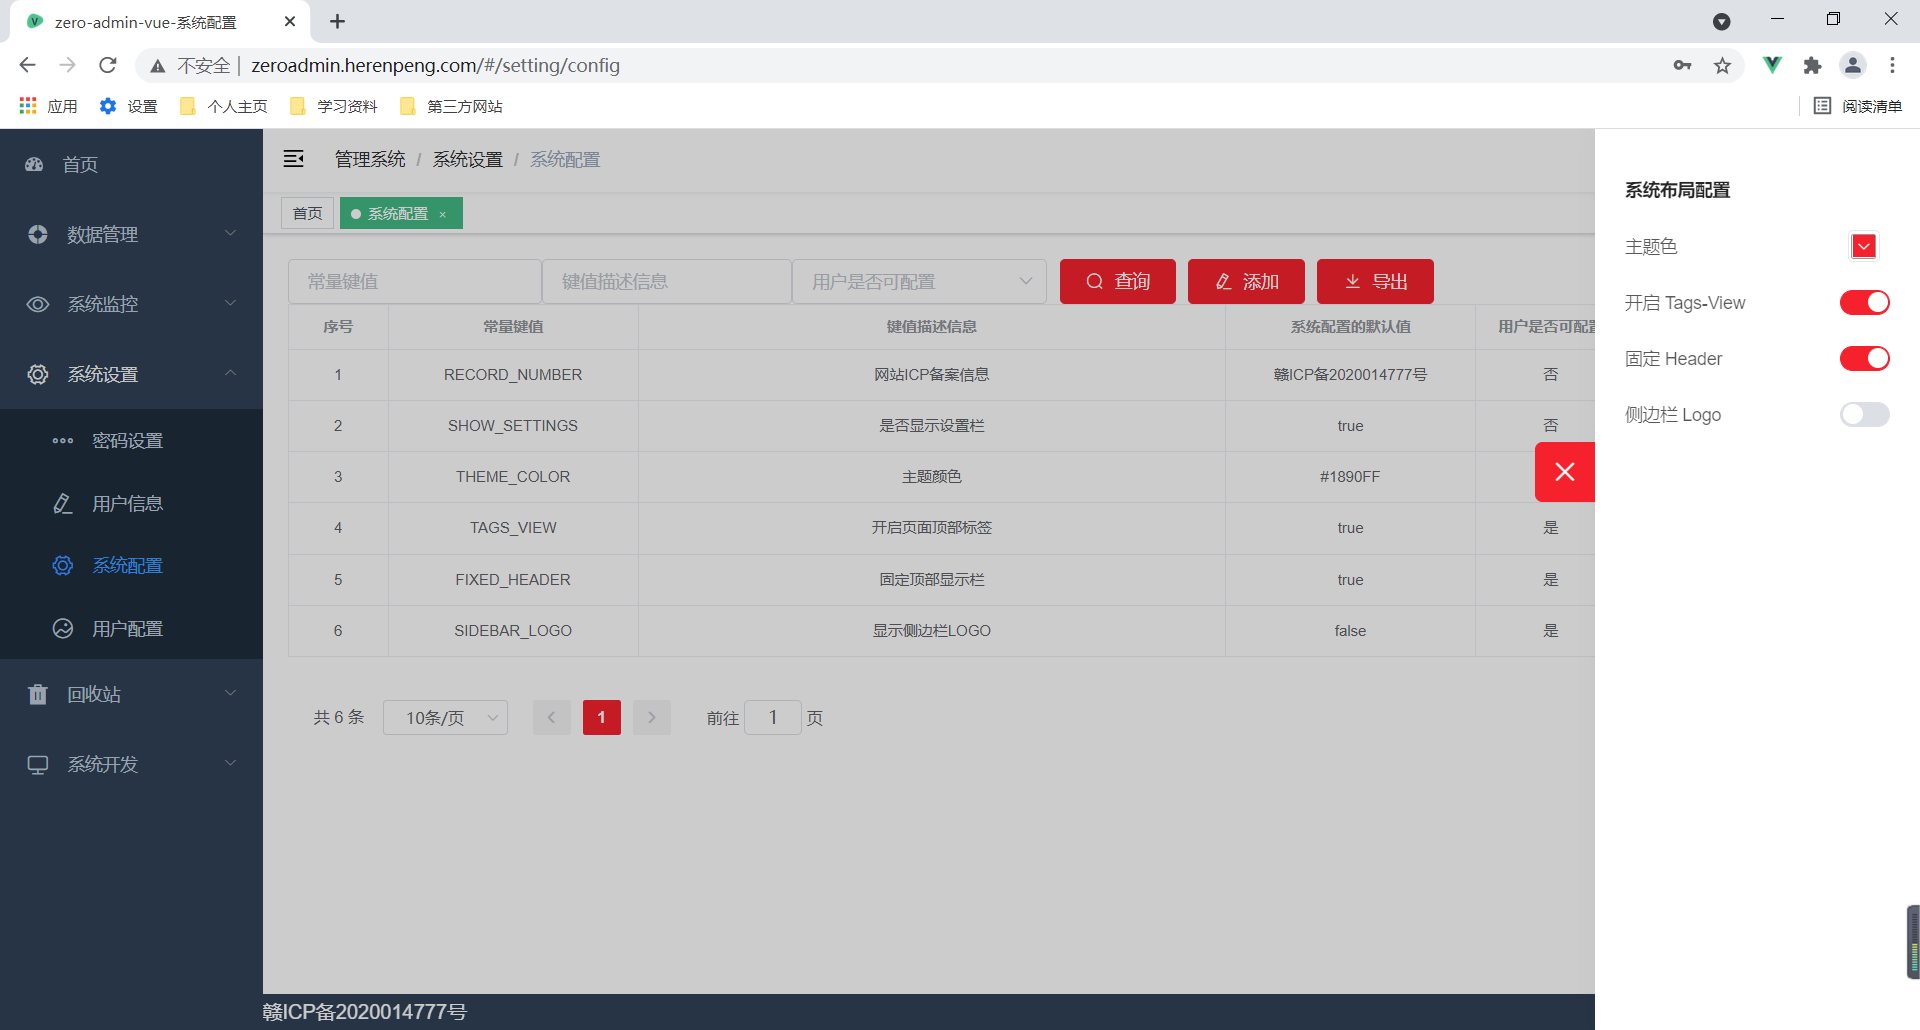 zero-admin-vue-系统配置
不安全 | zeroadmin.herenpeng.com/#/setting/config
应用 设置 个人主页 学习资料 第三方网站 阅读清单
首页
数据管理
系统监控
系统设置
密码设置
用户信息
系统配置
用户配置
回收站
系统开发
管理系统 / 系统设置 / 系统配置
首页 系统配置 ×
常量键值 键值描述信息 用户是否可配置 查询 添加 导出
序号 常量键值 键值描述信息 系统配置的默认值 用户是否可配置
1 RECORD_NUMBER 网站ICP备案信息 赣ICP备2020014777号 否
2 SHOW_SETTINGS 是否显示设置栏 true 否
3 THEME_COLOR 主题颜色 #1890FF
4 TAGS_VIEW 开启页面顶部标签 true 是
5 FIXED_HEADER 固定顶部显示栏 true 是
6 SIDEBAR_LOGO 显示侧边栏LOGO false 是
共 6 条 10条/页 1 前往 1 页
赣ICP备2020014777号
系统布局配置
主题色
开启 Tags-View
固定 Header
侧边栏 Logo